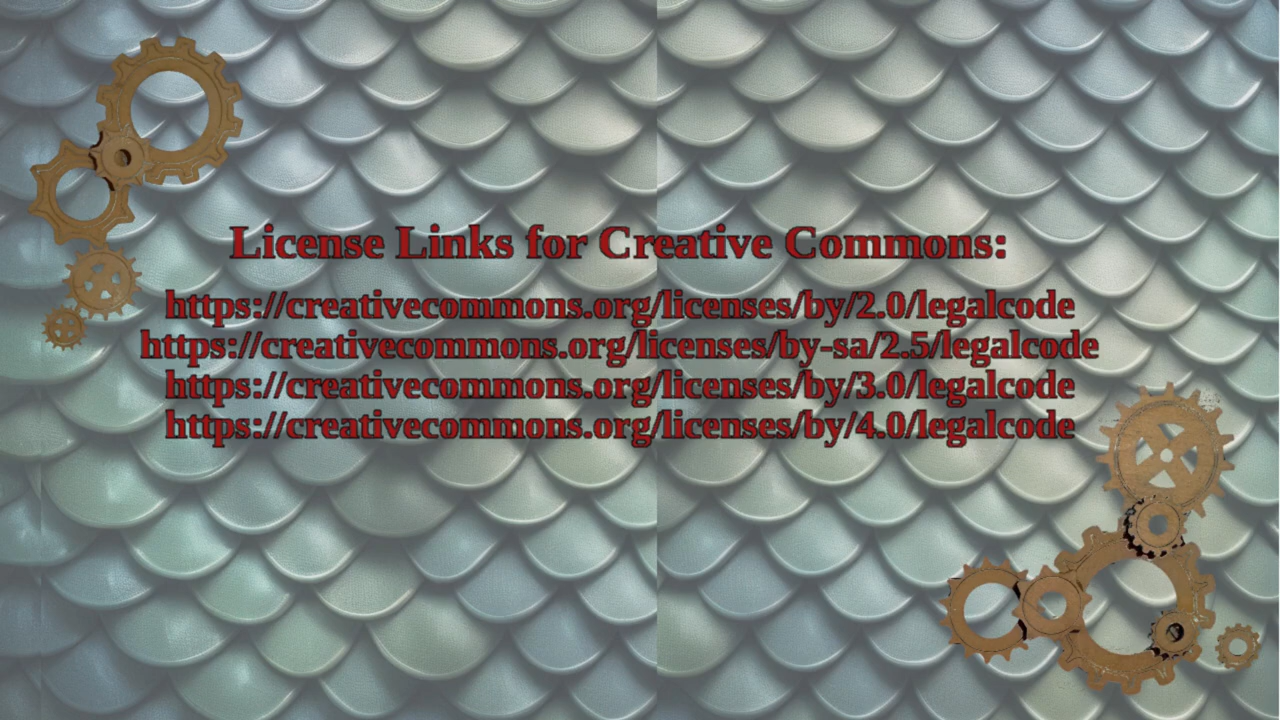 License Links for Creative Commons:
https://creativecommons.org/licenses/by/2.0/legalcode
https://creativecommons.org/licenses/by-sa/2.5/legalcode
https://creativecommons.org/licenses/by/3.0/legalcode
https://creativecommons.org/licenses/by/4.0/legalcode